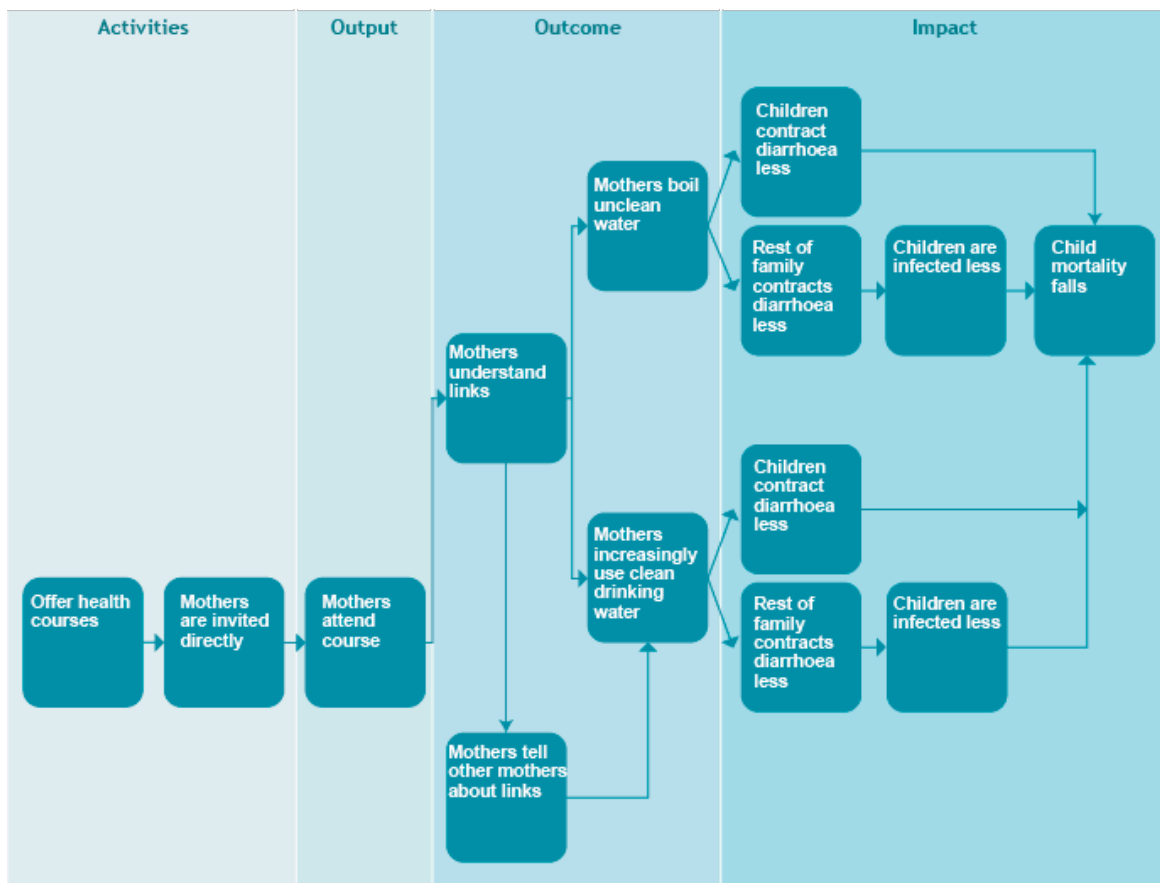 Activities
Output
Outcome
Impact
Offer health
courses
Mothers
are invited
directly
Mothers
attend
course
Mothers
understand
links
Mothers tell
other mothers
about links
Mothers boil
unclean
water
Mothers
increasingly
use clean
drinking
water
Children
contract
diarrhoea
less
Rest of
family
contracts
diarrhoea
less
Children are
infected less
Child
mortality
falls
Children
contract
diarrhoea
less
Rest of
family
contracts
diarrhoea
less
Children are
infected less